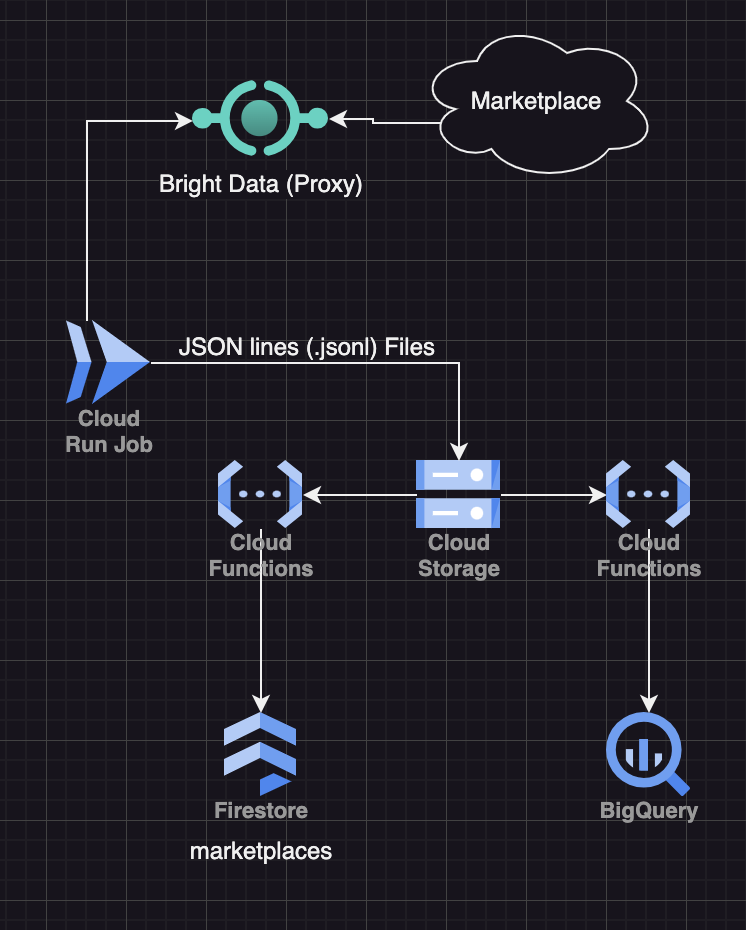 Marketplace
Bright Data (Proxy)
JSON lines (.jsonl) Files
Cloud
Run Job
Cloud
Functions
Cloud
Storage
Cloud
Functions
Firestore
marketplaces
BigQuery